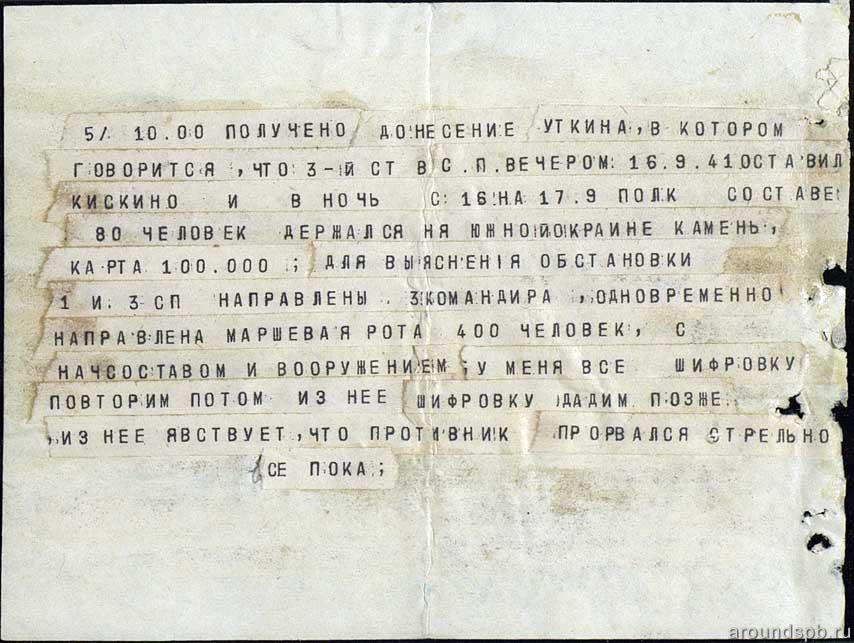 5/ 10.00 ПОЛУЧЕНО ДОНЕСЕНИЕ УТКИНА, В КОТОРОМ
ГОВОРИТСЯ ,ЧТО 3-Й СТ В С.П. ВЕЧЕРОМ 16.9.41 ОСТАВИЛ
КИСКИНО И В НОЧЬ С 16 НА 17.9 ПОЛК СОСТАВЕ
80 ЧЕЛОВЕК ДЕРЖАЛСЯ НЯ ЮЖНОЙ ОКРАИНЕ КАМЕНЬ,
КАРТА 100.000 ; ДЛЯ ВЫЯСНЕНІЯ ОБСТАНОВКИ
1 И. 3 СП НАПРАВЛЕНЫ . 3 КОМАНДИРА ,ОДНОВРЕМЕННО
НАПРАВЛЕНА МАРШЕВАЯ РОТА 400 ЧЕЛОВЕК, С
НАЧСОСТАВОМ И ВООРУЖЕНИЕМ ;У МЕНЯ ВСЕ ШИФРОВКУ
ПОВТОРИМ ПОТОМ ИЗ НЕЕ ШИФРОВКУ ДАДИМ ПОЗЖЕ.
,ИЗ НЕЕ ЯВСТВУЕТ,ЧТО ПРОТИВНИК ПРОРВАЛСЯ СТРЕЛЬНО
ВСЕ ПОКА;
aroundspb.ru